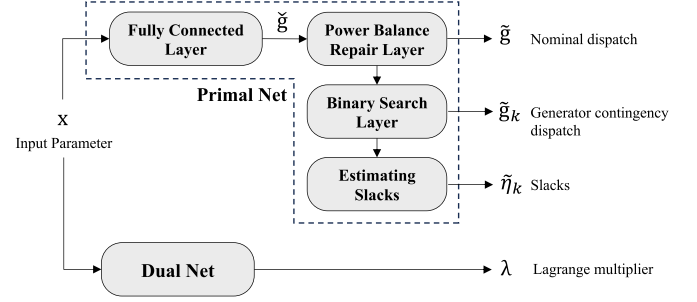 Fully Connected
Layer
ğ
Power Balance
Repair Layer
g̃
Nominal dispatch
Primal Net
Binary Search
Layer
g̃ₖ
Generator contingency
dispatch
x
Input Parameter
Estimating
Slacks
η̃ₖ
Slacks
Dual Net
λ
Lagrange multiplier